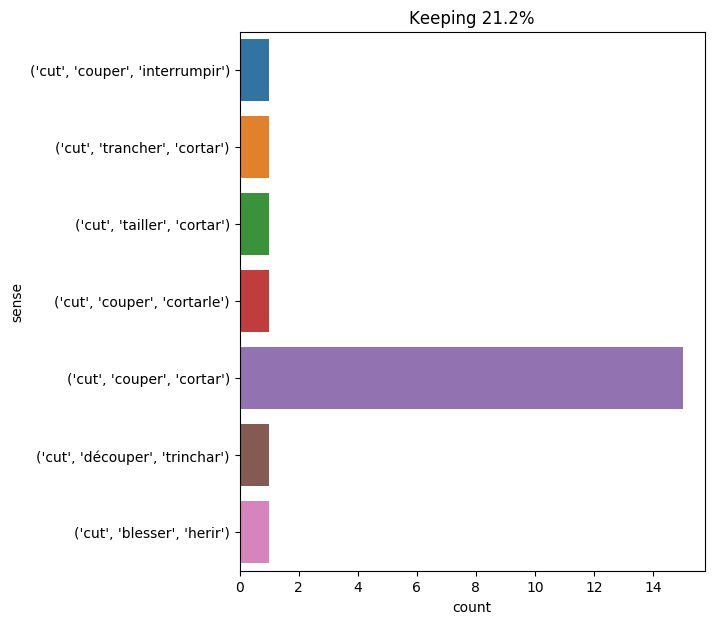 Keeping 21.2%
('cut', 'couper', 'interrumpir')
('cut', 'trancher', 'cortar')
('cut', 'tailler', 'cortar')
('cut', 'couper', 'cortarle')
('cut', 'couper', 'cortar')
('cut', 'découper', 'trinchar')
('cut', 'blesser', 'herir')
sense
0 2 4 6 8 10 12 14
count